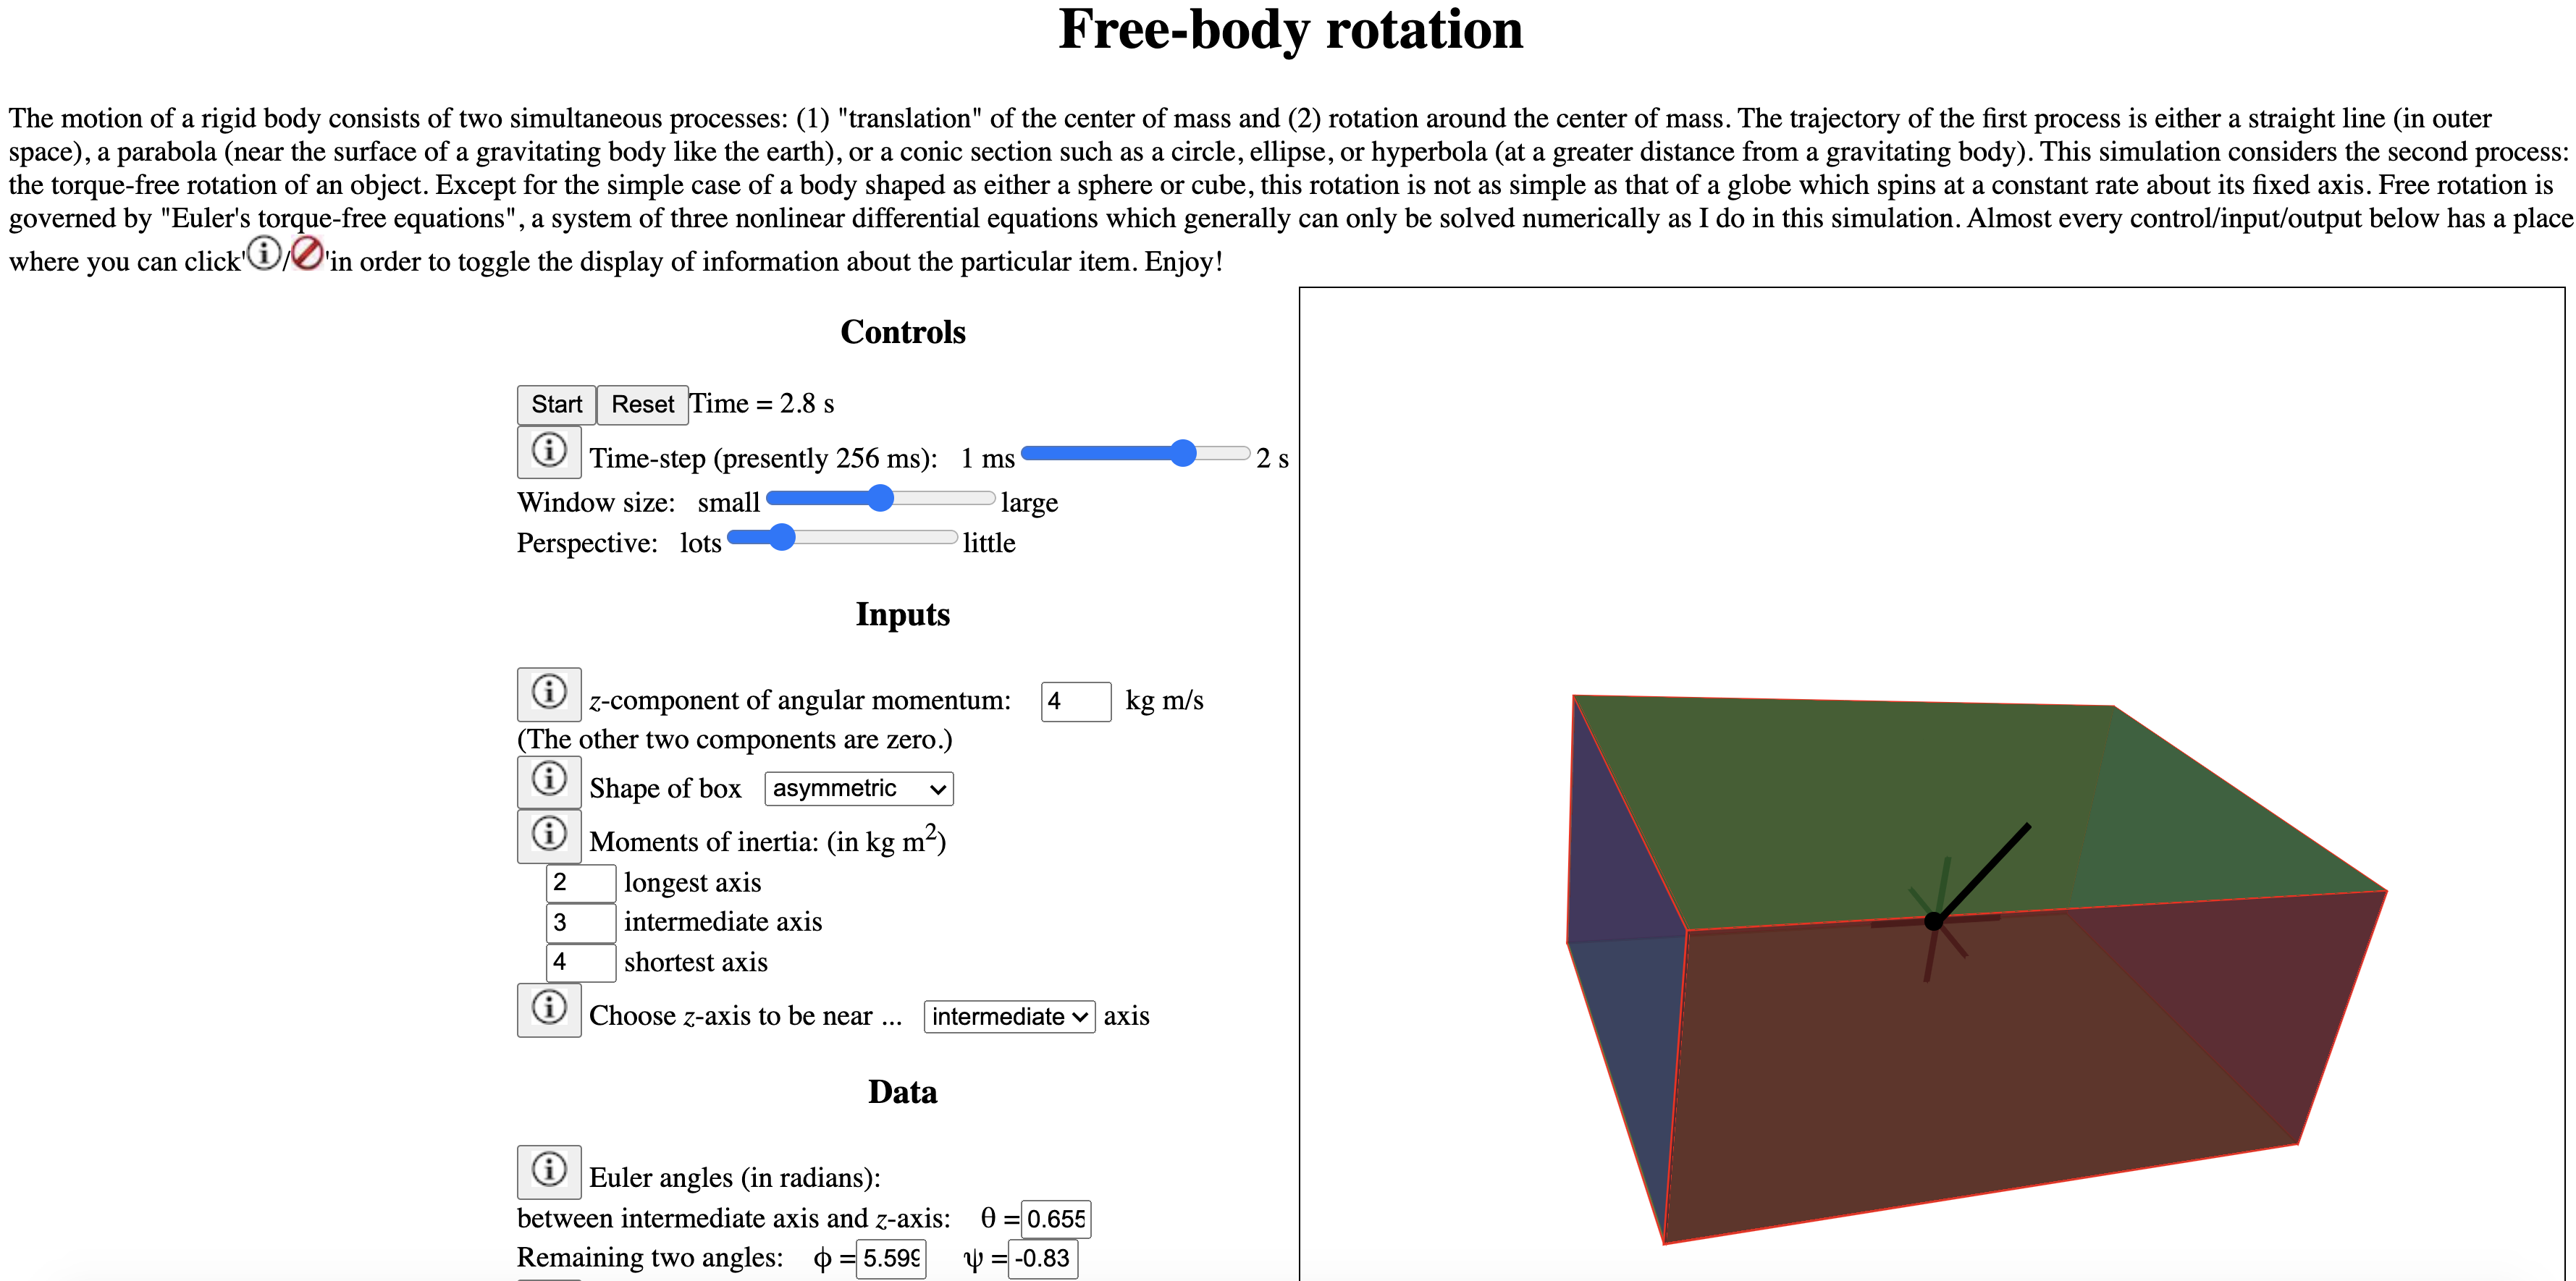 Free-body rotation
The motion of a rigid body consists of two simultaneous processes: (1) "translation" of the center of mass and (2) rotation around the center of mass. The trajectory of the first process is either a straight line (in outer
space), a parabola (near the surface of a gravitating body like the earth), or a conic section such as a circle, ellipse, or hyperbola (at a greater distance from a gravitating body). This simulation considers the second process:
the torque-free rotation of an object. Except for the simple case of a body shaped as either a sphere or cube, this rotation is not as simple as that of a globe which spins at a constant rate about its fixed axis. Free rotation is
governed by "Euler's torque-free equations", a system of three nonlinear differential equations which generally can only be solved numerically as I do in this simulation. Almost every control/input/output below has a place
where you can click'ⓘ/🚫'in order to toggle the display of information about the particular item. Enjoy!
Controls
Start Reset Time = 2.8 s
ⓘ Time-step (presently 256 ms): 1 ms 2 s
Window size: small large
Perspective: lots little
Inputs
ⓘ z-component of angular momentum: 4 kg m/s
(The other two components are zero.)
ⓘ Shape of box asymmetric
ⓘ Moments of inertia: (in kg m²)
2 longest axis
3 intermediate axis
4 shortest axis
ⓘ Choose z-axis to be near ... intermediate axis
Data
ⓘ Euler angles (in radians):
between intermediate axis and z-axis: θ = 0.655
Remaining two angles: ϕ = 5.599 ψ = -0.83